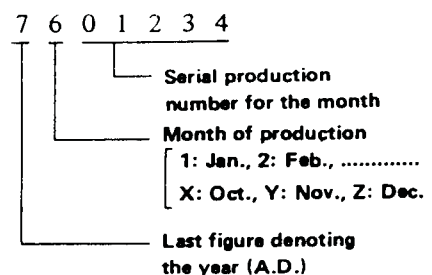 7 6 0 1 2 3 4
Serial production
number for the month
Month of production
1: Jan., 2: Feb., .............
X: Oct., Y: Nov., Z: Dec.
Last figure denoting
the year (A.D.)